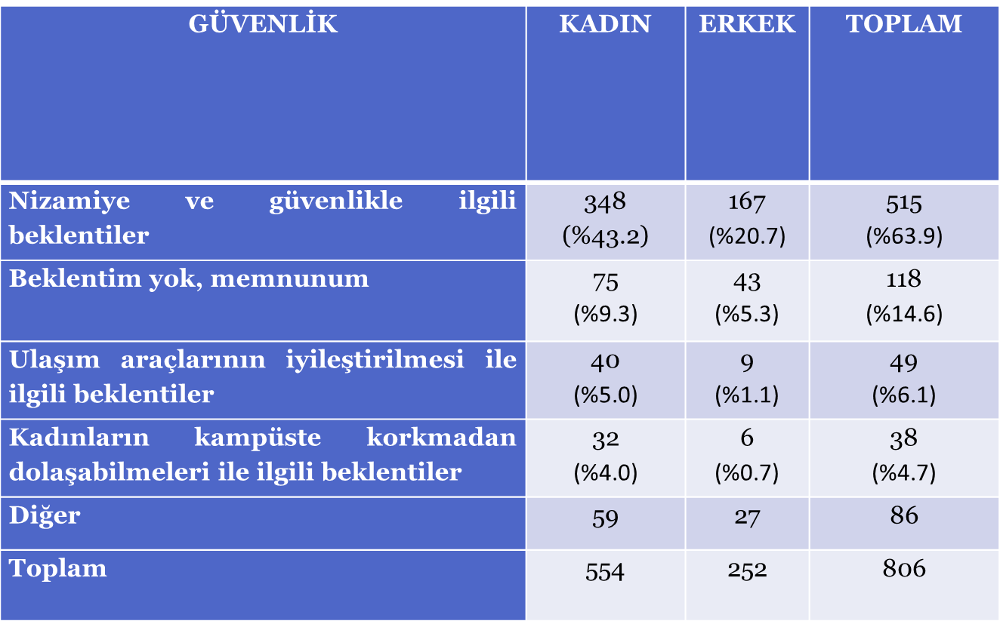 GÜVENLİK KADIN ERKEK TOPLAM
Nizamiye ve güvenlikle ilgili 348 167 515
beklentiler (%43.2) (%20.7) (%63.9)
Beklentim yok, memnunum 75 43 118
(%9.3) (%5.3) (%14.6)
Ulaşım araçlarının iyileştirilmesi ile 40 9 49
ilgili beklentiler (%5.0) (%1.1) (%6.1)
Kadınların kampüste korkmadan 32 6 38
dolaşabilmeleri ile ilgili beklentiler (%4.0) (%0.7) (%4.7)
Diğer 59 27 86
Toplam 554 252 806